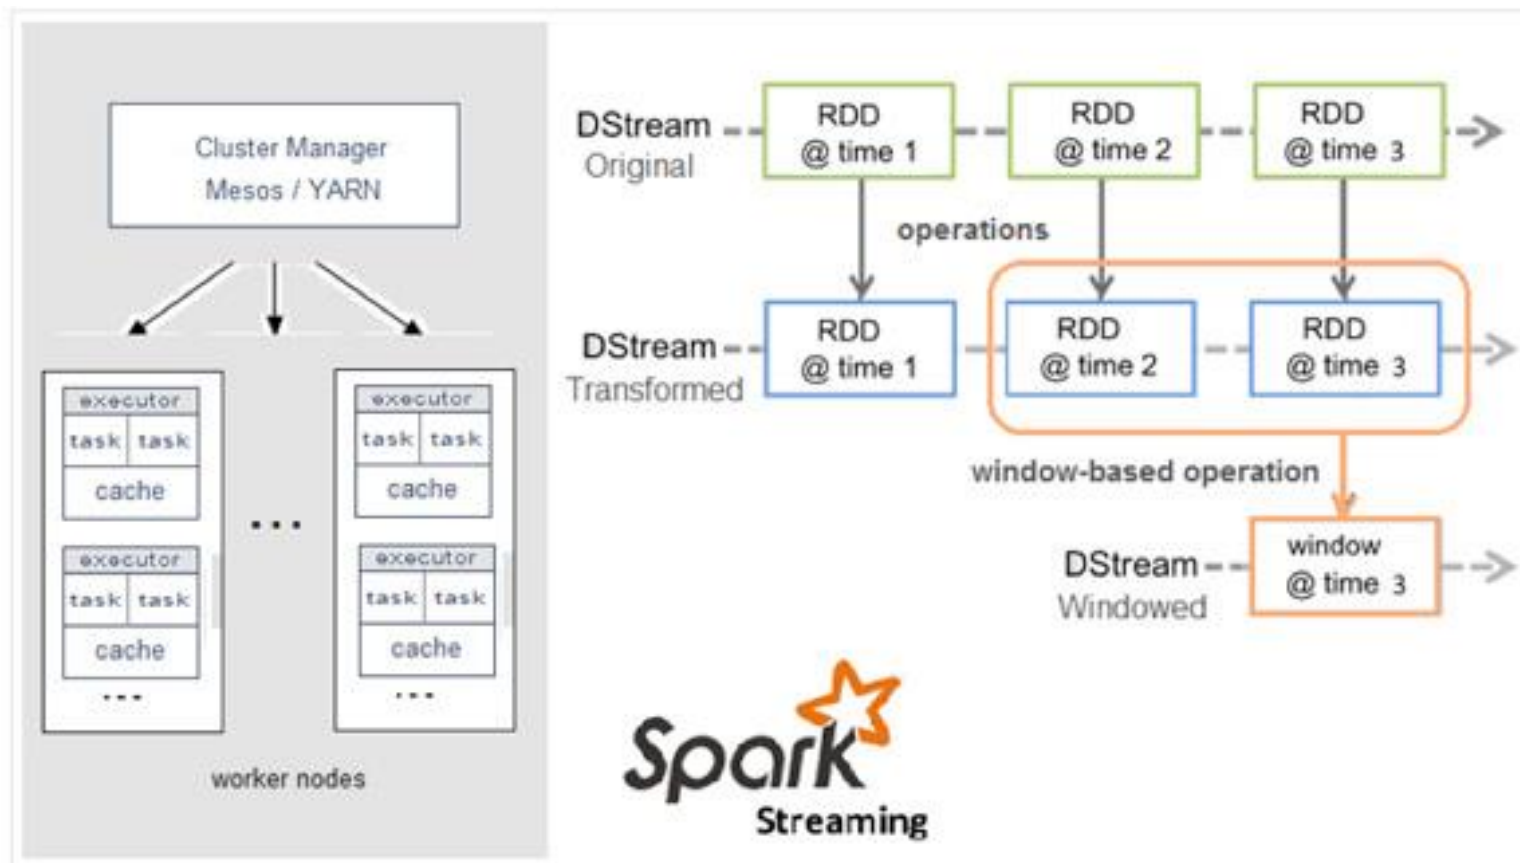 Cluster Manager
Mesos / YARN
executor
task task
cache
executor
task task
cache
...
...
executor
task task
cache
executor
task task
cache
...
worker nodes
DStream
Original
RDD
@ time 1
RDD
@ time 2
RDD
@ time 3
operations
DStream
Transformed
RDD
@ time 1
RDD
@ time 2
RDD
@ time 3
window-based operation
DStream
Windowed
window
@ time 3
Spark
Streaming